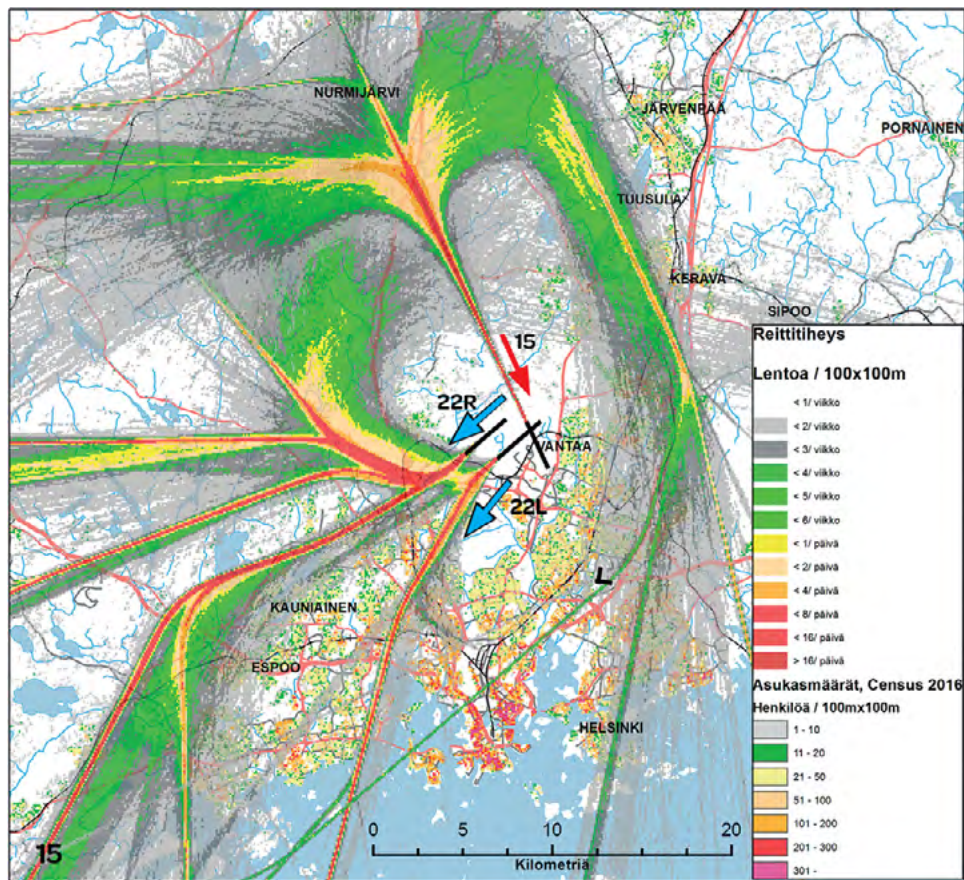 NURMIJÄRVI
JÄRVENPÄÄ
PORNAINEN
TUUSULA
KERAVA
SIPOO
15
22R
VANTAA
22L
KAUNIAINEN
ESPOO
HELSINKI
15
0 5 10 20
Kilometriä
Reittitiheys
Lentoa / 100x100m
< 1/ viikko
< 2/ viikko
< 3/ viikko
< 4/ viikko
< 5/ viikko
< 6/ viikko
< 1/ päivä
< 2/ päivä
< 4/ päivä
< 8/ päivä
< 16/ päivä
> 16/ päivä
Asukasmäärät, Census 2016
Henkilöä / 100mx100m
1 - 10
11 - 20
21 - 50
51 - 100
101 - 200
201 - 300
301 -